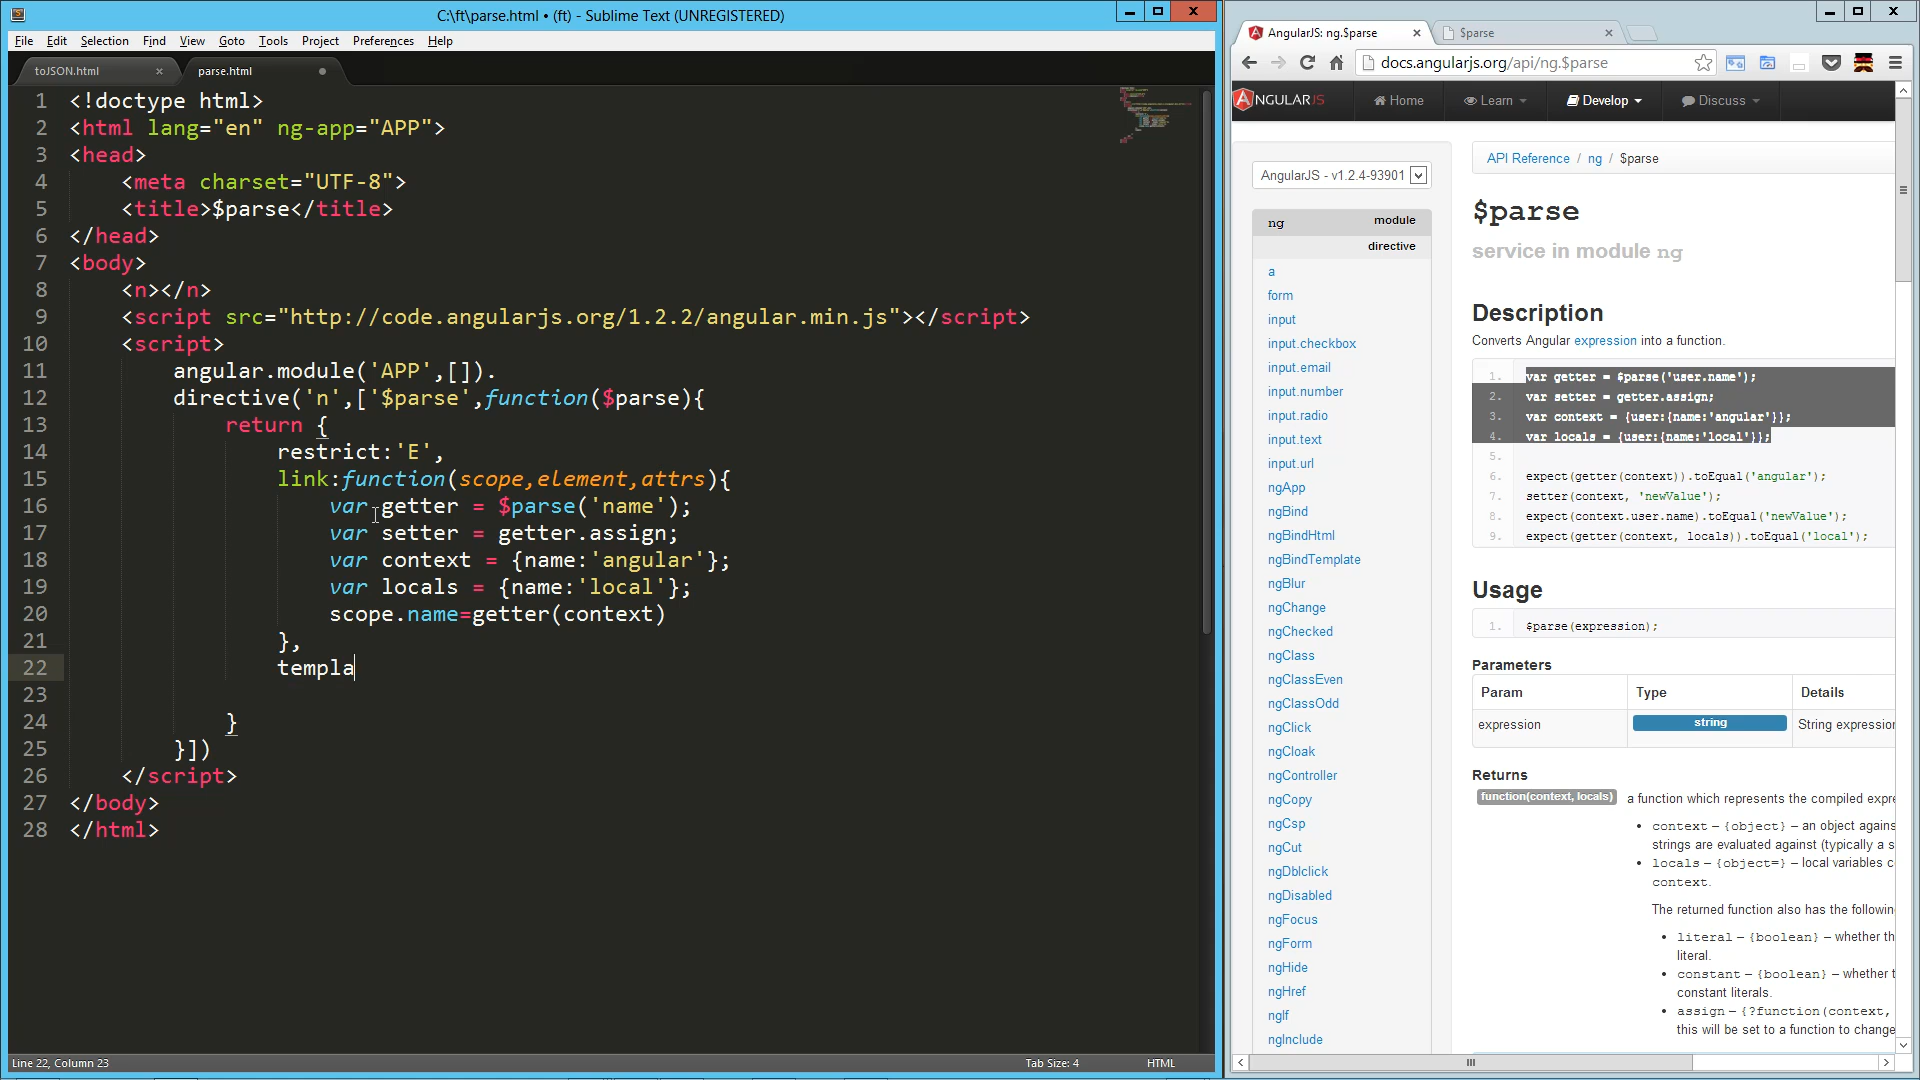 C:\ft\parse.html • (ft) - Sublime Text (UNREGISTERED)
File Edit Selection Find View Goto Tools Project Preferences Help
toJSON.html × parse.html
1 <!doctype html>
2 <html lang="en" ng-app="APP">
3 <head>
4 <meta charset="UTF-8">
5 <title>$parse</title>
6 </head>
7 <body>
8 <n></n>
9 <script src="http://code.angularjs.org/1.2.2/angular.min.js"></script>
10 <script>
11 angular.module('APP',[]).
12 directive('n',['$parse',function($parse){
13 return {
14 restrict:'E',
15 link:function(scope,element,attrs){
16 var getter = $parse('name');
17 var setter = getter.assign;
18 var context = {name:'angular'};
19 var locals = {name:'local'};
20 scope.name=getter(context)
21 },
22 templa
23
24 }
25 }])
26 </script>
27 </body>
28 </html>
Line 22, Column 23 Tab Size: 4 HTML
AngularJS: ng.$parse × $parse ×
docs.angularjs.org/api/ng.$parse
ANGULARJS Home Learn Develop Discuss
AngularJS - v1.2.4-93901
ng module
directive
a
form
input
input.checkbox
input.email
input.number
input.radio
input.text
input.url
ngApp
ngBind
ngBindHtml
ngBindTemplate
ngBlur
ngChange
ngChecked
ngClass
ngClassEven
ngClassOdd
ngClick
ngCloak
ngController
ngCopy
ngCsp
ngCut
ngDblclick
ngDisabled
ngFocus
ngForm
ngHide
ngHref
ngIf
ngInclude
API Reference / ng / $parse
$parse
service in module ng
Description
Converts Angular expression into a function.
1. var getter = $parse('user.name');
2. var setter = getter.assign;
3. var context = {user:{name:'angular'}};
4. var locals = {user:{name:'local'}};
5.
6. expect(getter(context)).toEqual('angular');
7. setter(context, 'newValue');
8. expect(context.user.name).toEqual('newValue');
9. expect(getter(context, locals)).toEqual('local');
Usage
1. $parse(expression);
Parameters
Param Type Details
expression string String expression
Returns
function(context, locals) a function which represents the compiled expre
• context – {object} – an object agains
strings are evaluated against (typically a s
• locals – {object=} – local variables c
context.
The returned function also has the followin
• literal – {boolean} – whether th
literal.
• constant – {boolean} – whether t
constant literals.
• assign – {?function(context,
this will be set to a function to change